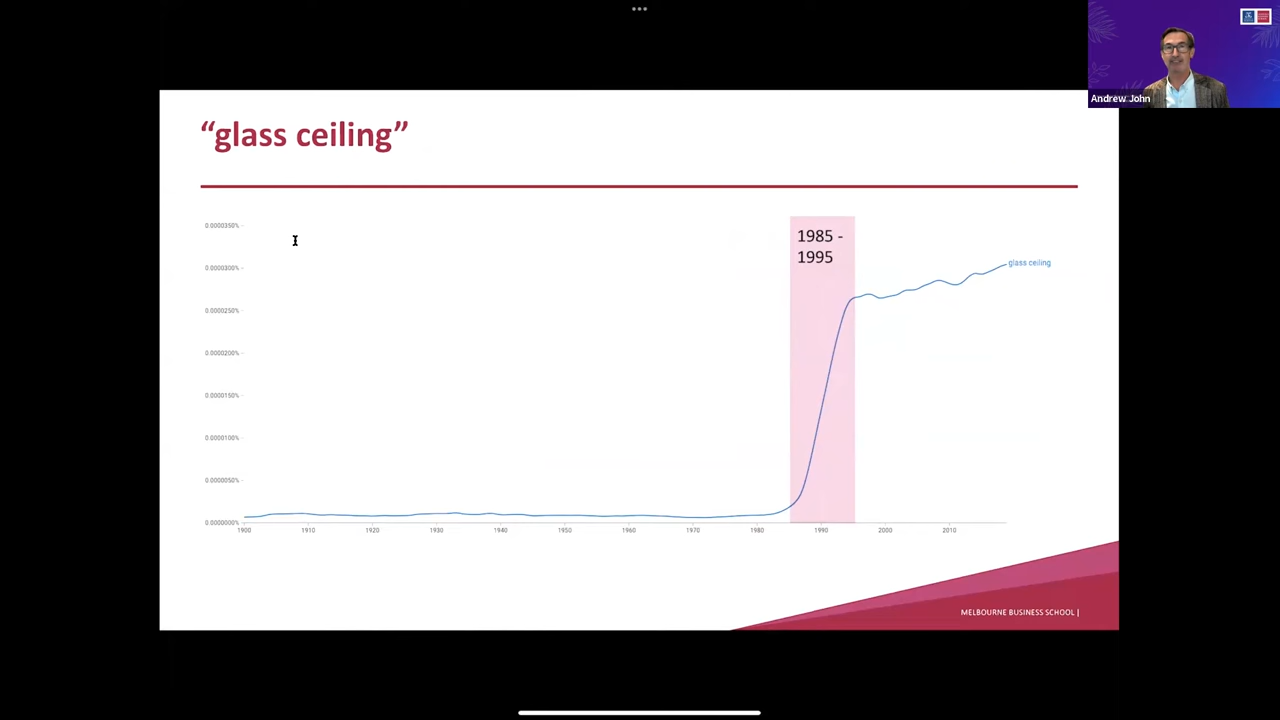 Andrew John
“glass ceiling”
0.0000350%
0.0000300%
0.0000250%
0.0000200%
0.0000150%
0.0000100%
0.0000050%
0.0000000%
1985 -
1995
glass ceiling
1900 1910 1920 1930 1940 1950 1960 1970 1980 1990 2000 2010
MELBOURNE BUSINESS SCHOOL |